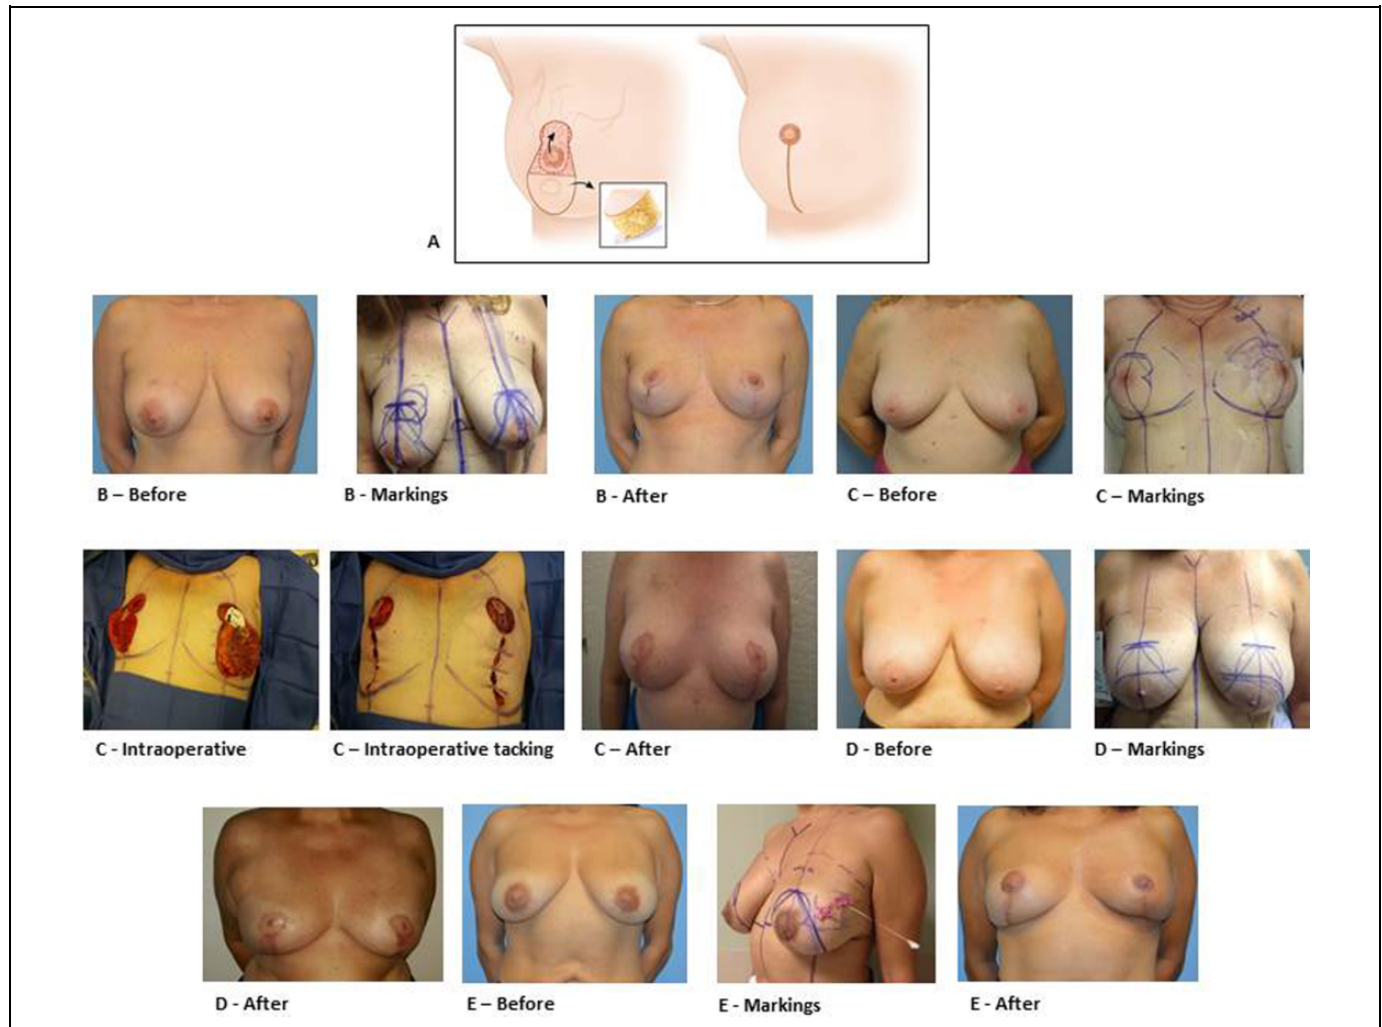 A
B – Before
B - Markings
B - After
C – Before
C – Markings
C - Intraoperative
C – Intraoperative tacking
C – After
D - Before
D – Markings
D - After
E – Before
E - Markings
E - After